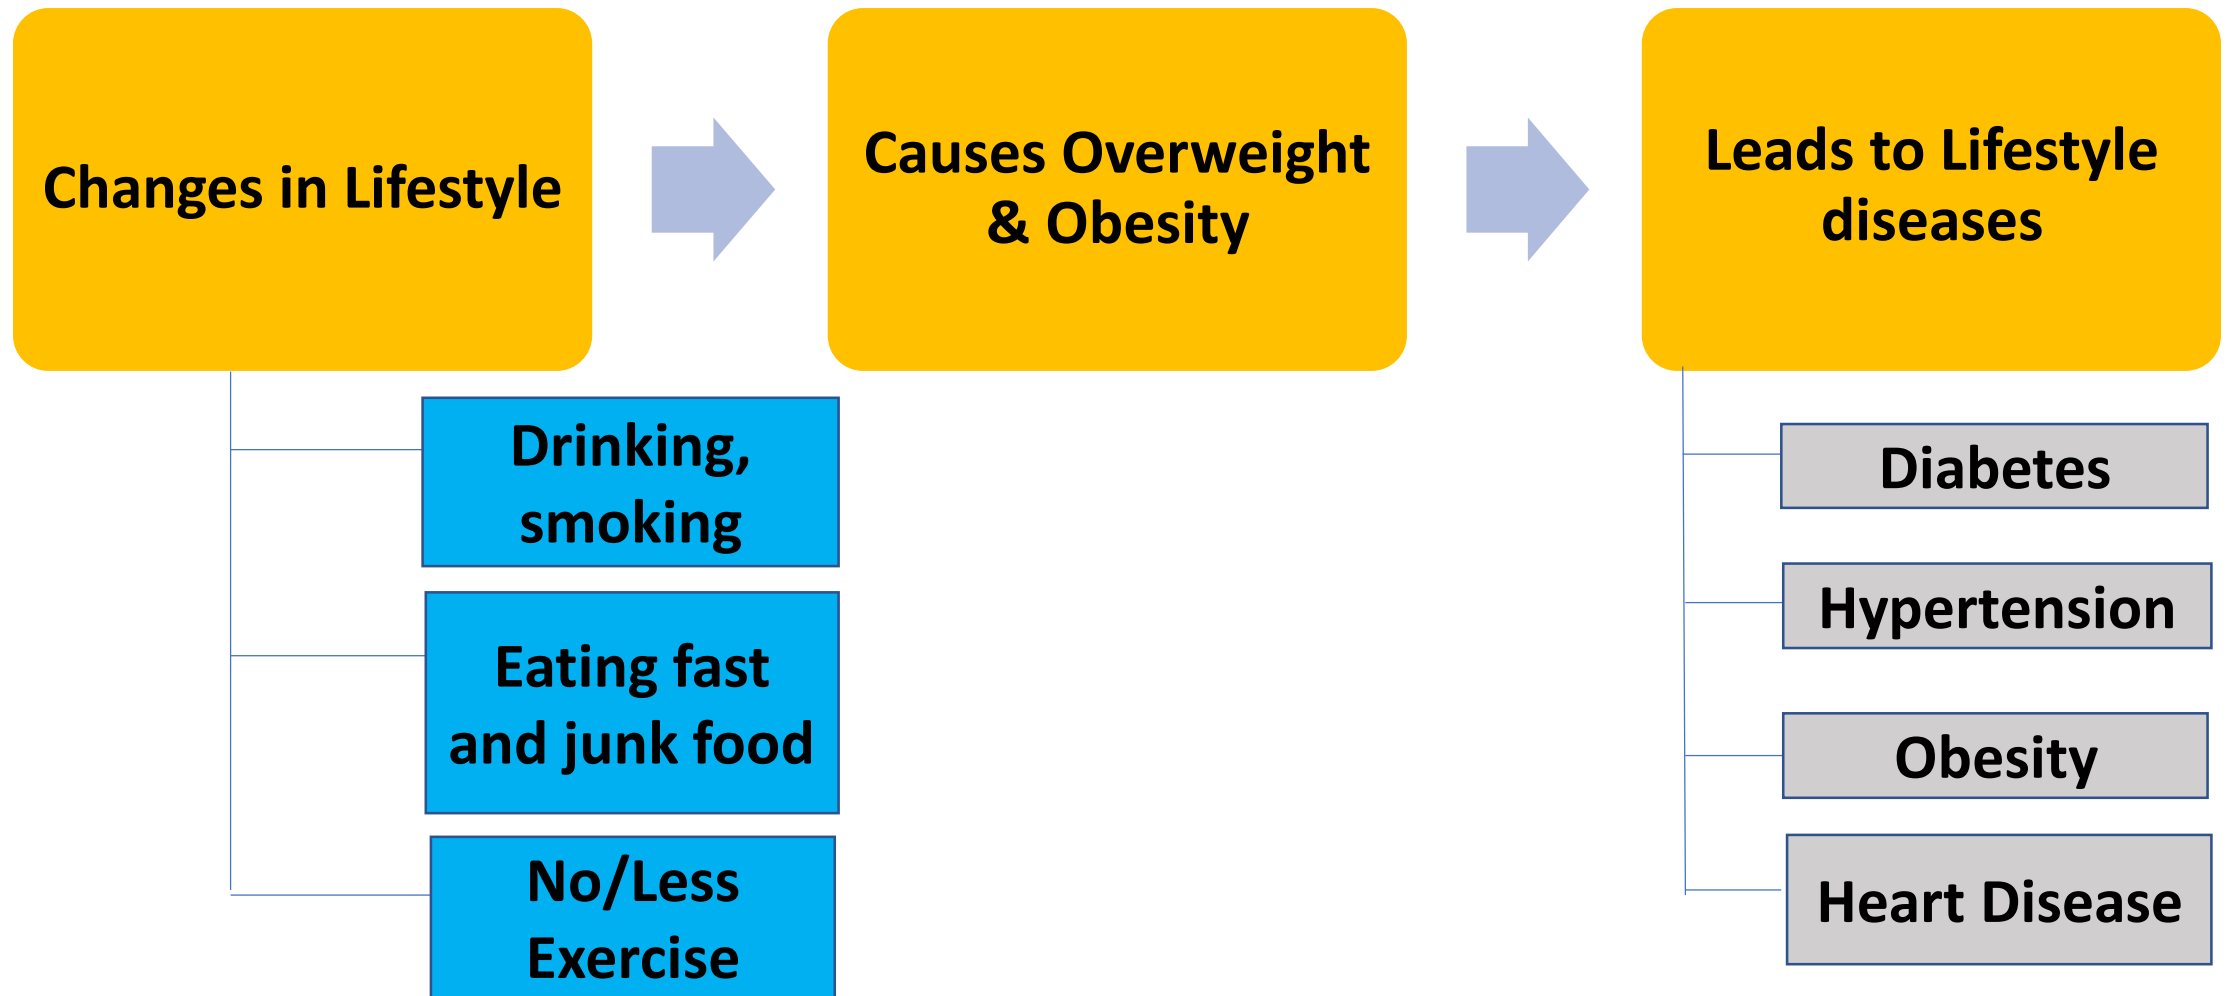 Changes in Lifestyle
Causes Overweight
& Obesity
Leads to Lifestyle
diseases
Drinking,
smoking
Eating fast
and junk food
No/Less
Exercise
Diabetes
Hypertension
Obesity
Heart Disease